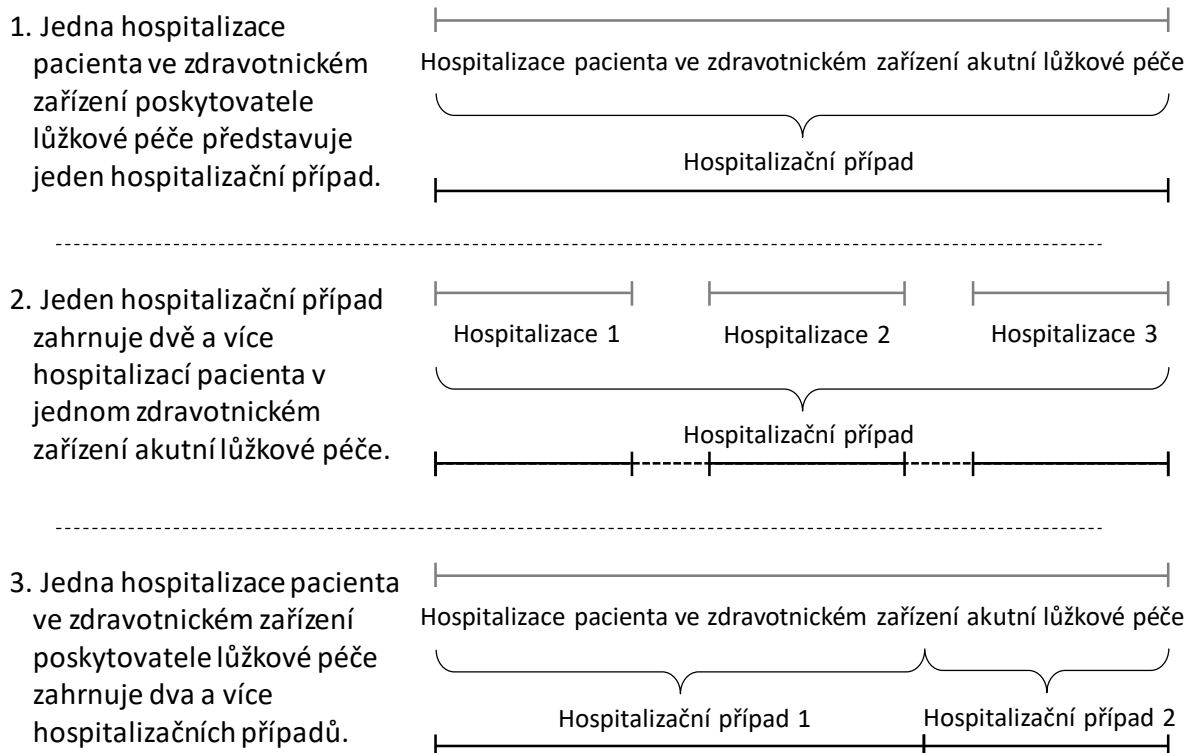 1. Jedna hospitalizace
pacienta ve zdravotnickém
zařízení poskytovatele
lůžkové péče představuje
jeden hospitalizační případ.
Hospitalizace pacienta ve zdravotnickém zařízení akutní lůžkové péče
Hospitalizační případ
2. Jeden hospitalizační případ
zahrnuje dvě a více
hospitalizací pacienta v
jednom zdravotnickém
zařízení akutní lůžkové péče.
Hospitalizace 1 Hospitalizace 2 Hospitalizace 3
Hospitalizační případ
3. Jedna hospitalizace pacienta
ve zdravotnickém zařízení
poskytovatele lůžkové péče
zahrnuje dva a více
hospitalizačních případů.
Hospitalizace pacienta ve zdravotnickém zařízení akutní lůžkové péče
Hospitalizační případ 1 Hospitalizační případ 2